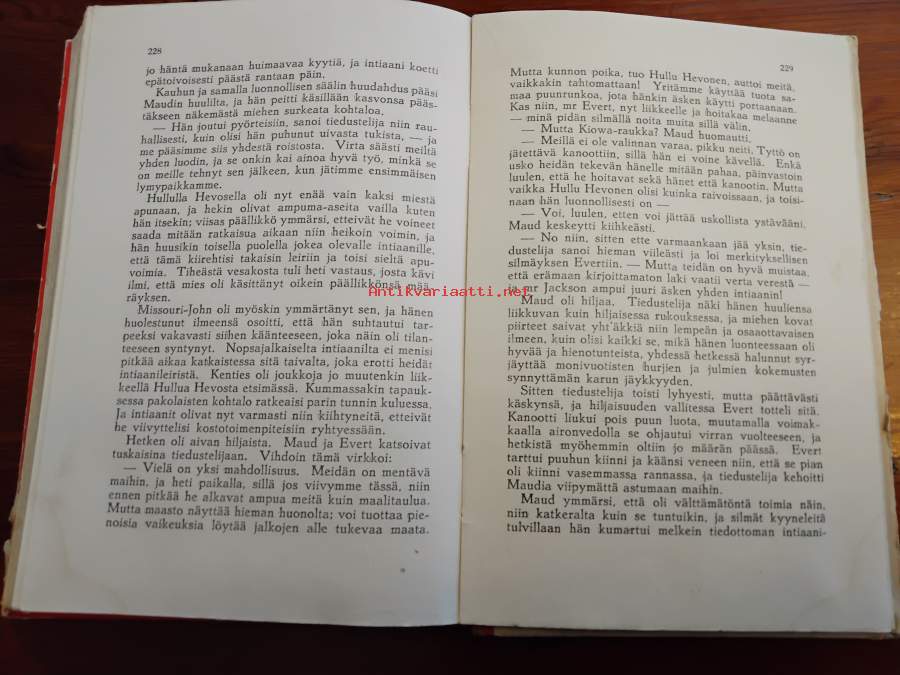 228
jo häntä mukanaan huimaavaa kyytiä, ja intiaani koetti
epätoivoisesti päästä rantaan päin.
Kauhun ja samalla luonnollisen säälin huudahdus pääsi
Maudin huulilta, ja hän peitti käsillään kasvonsa pääs-
täkseen näkemästä miehen surkeata kohtaloa.
— Hän joutui pyörteisiin, sanoi tiedustelija niin rau-
hallisesti, kuin olisi hän puhunut uivasta tukista, — ja
me pääsimme siis yhdestä roistosta. Virta säästi meiltä
yhden luodin, ja se onkin kai ainoa hyvä työ, minkä se
on meille tehnyt sen jälkeen, kun jätimme ensimmäisen
lymypaikkamme.
Hullulla Hevosella oli nyt enää vain kaksi miestä
apunaan, ja hekin olivat ampuma-aseita vailla kuten
hän itsekin; viisas päällikkö ymmärsi, etteivät he voineet
saada mitään ratkaisua aikaan niin heikoin voimin, ja
hän huusikin toisella puolella jokea olevalle intiaanille,
että tämä kiirehtisi takaisin leiriin ja toisi sieltä apu-
voimia. Tiheästä vesakosta tuli heti vastaus, josta kävi
ilmi, että mies oli käsittänyt oikein päällikkönsä mää-
räyksen.
Missouri-John oli myöskin ymmärtänyt sen, ja hänen
huolestunut ilmeensä osoitti, että hän suhtautui tar-
peeksi vakavasti siihen käänteeseen, joka näin oli tilan-
teeseen syntynyt. Nopsajalkaiselta intiaanilta ei menisi
pitkää aikaa katkaistessa sitä taivalta, joka erotti heidät
intiaanileiristä. Kenties oli joukkoja jo muutenkin liik-
keellä Hullua Hevosta etsimässä. Kummassakin tapauk-
sessa pakolaisten kohtalo ratkeaisi parin tunnin kuluessa.
Ja intiaanit olivat nyt varmasti niin kiihtyneitä, etteivät
he viivyttelisi kostotoimenpiteisiin ryhtyessään.
Hetken oli aivan hiljaista. Maud ja Evert katsoivat
tuskaisina tiedustelijaan. Vihdoin tämä virkkoi:
— Vielä on yksi mahdollisuus. Meidän on mentävä
maihin, ja heti paikalla, sillä jos viivymme tässä, niin
ennen pitkää he alkavat ampua meitä kuin maalitaulua.
Mutta maasto näyttää hieman huonolta; voi tuottaa pie-
noisia vaikeuksia löytää jalkojen alle tukevaa maata.
229
Mutta kunnon poika, tuo Hullu Hevonen, auttoi meitä,
vaikkakin tahtomattaan! Yritämme käyttää tuota sa-
maa puunrunkoa, jota hänkin äsken käytti portaanaan.
Kas niin, mr Evert, nyt liikkeelle ja hoitakaa melaanne
— minä pidän silmällä noita muita sillä välin.
— Mutta Kiowa-raukka? Maud huomautti.
— Meillä ei ole valinnan varaa, pikku neiti. Tyttö on
jätettävä kanoottiin, sillä hän ei voine kävellä. Enkä
usko heidän tekevän hänelle mitään pahaa, päinvastoin
luulen, että he hoitavat sekä hänet että kanootin. Mutta
vaikka Hullu Hevonen olisi kuinka raivoissaan, ja toisi-
naan hän luonnollisesti on —
— Voi, luulen, etten voi jättää uskollista ystävääni.
Maud keskeytti kiihkeästi.
— No niin, sitten ette varmaankaan jää yksin, tie-
dustelija sanoi hieman viileästi ja loi merkityksellisen
silmäyksen Evertiin. — Mutta teidän on hyvä muistaa,
että erämaan kirjoittamaton laki vaatii verta verestä —
ja mr Jackson ampui juuri äsken yhden intiaanin!
Maud oli hiljaa. Tiedustelija näki hänen huuliensa
liikkuvan kuin hiljaisessa rukouksessa, ja miehen kovat
piirteet saivat yht'äkkiä niin lempeän ja osaaottavaisen
ilmeen, kuin olisi kaikki se, mikä hänen luonteessaan oli
hyvää ja hienotunteista, yhdessä hetkessä halunnut syr-
jäyttää monivuotisten hurjien ja julmien kokemusten
synnyttämän karun jäykkyyden.
Sitten tiedustelija toisti lyhyesti, mutta päättävästi
käskynsä, ja hiljaisuuden vallitessa Evert totteli sitä.
Kanootti liukui pois puun luota, muutamalla voimak-
kaalla aironvedolla se ohjautui virran vuolteeseen, ja
hetkistä myöhemmin oltiin jo määrän päässä. Evert
tarttui puuhun kiinni ja käänsi veneen niin, että se pian
oli kiinni vasemmassa rannassa, ja tiedustelija kehoitti
Maudia viipymättä astumaan maihin.
Maud ymmärsi, että oli välttämätöntä toimia näin,
niin katkeralta kuin se tuntuikin, ja silmät kyyneleitä
tulvillaan hän kumartui melkein tiedottoman intiaani-
Antikvariaatti.net